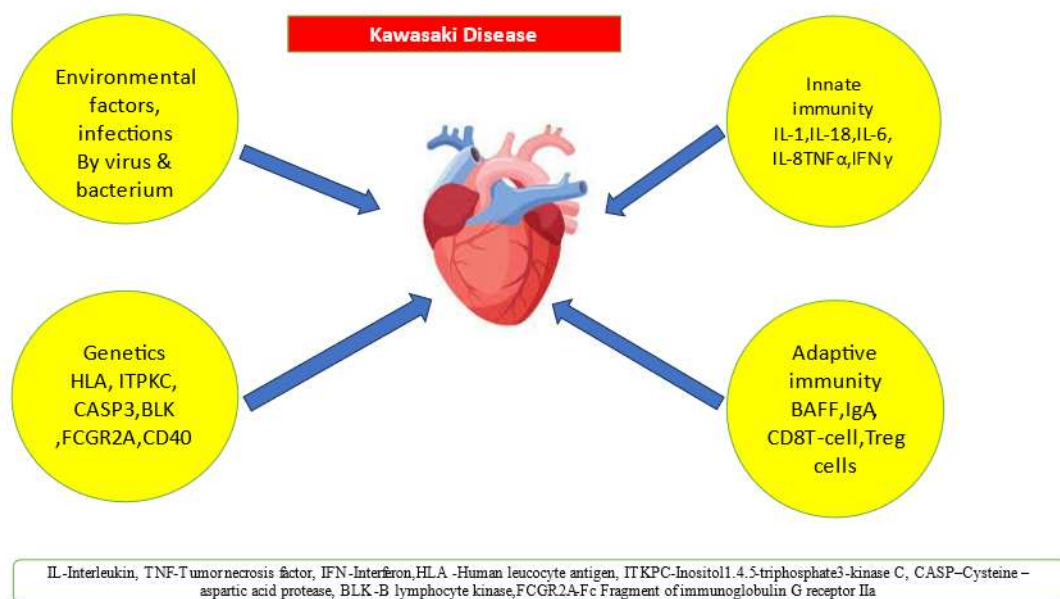 Kawasaki Disease
Environmental
factors,
infections
By virus &
bacterium
Innate
immunity
IL-1,IL-18,IL-6,
IL-8TNFα,IFNγ
Genetics
HLA, ITPKC,
CASP3,BLK
,FCGR2A,CD40
Adaptive
immunity
BAFF,IgA,
CD8T-cell,Treg
cells
IL-Interleukin, TNF-Tumor necrosis factor, IFN-Interferon,HLA -Human leucocyte antigen, ITKPC-Inositol1.4.5-triphosphate3-kinase C, CASP–Cysteine –
aspartic acid protease, BLK -B lymphocyte kinase,FCGR2A-Fc Fragment of immunoglobulin G receptor IIa